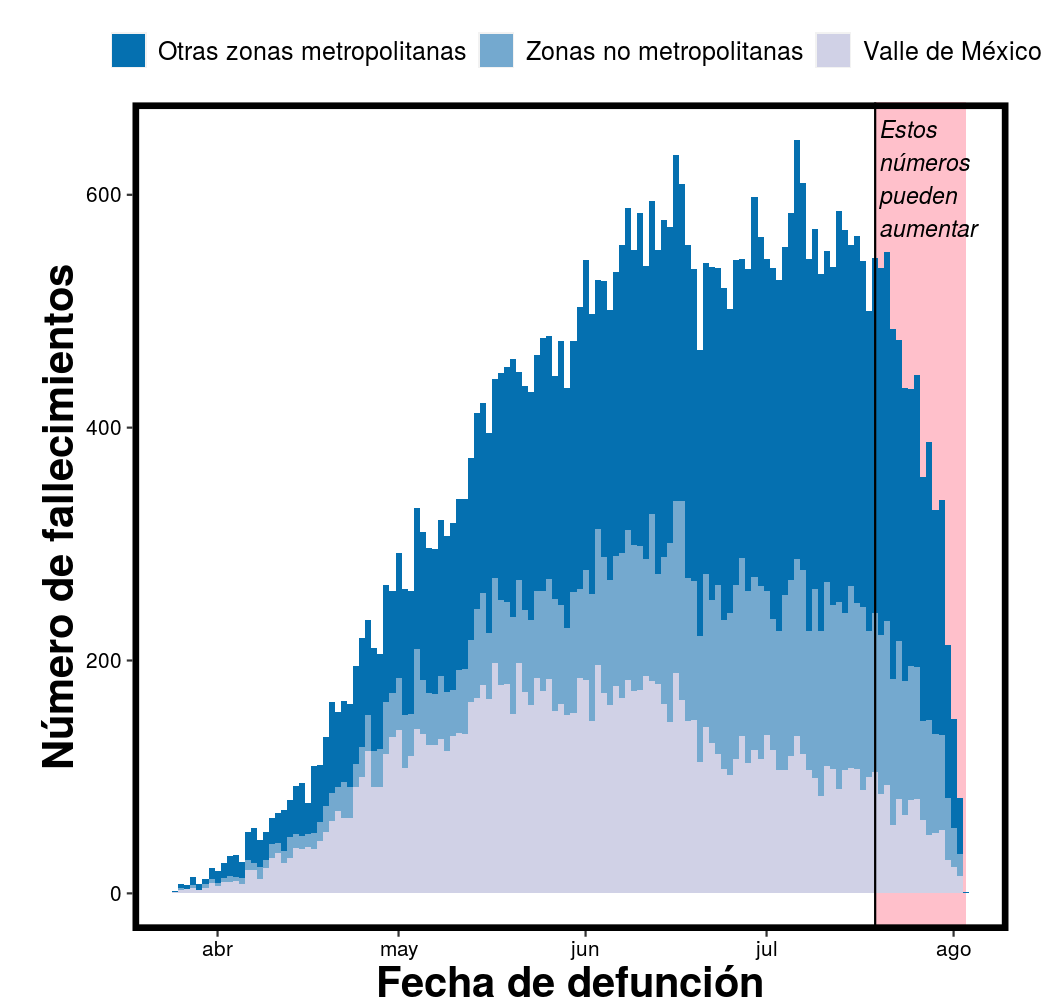 Otras zonas metropolitanas Zonas no metropolitanas Valle de México
Estos
números
pueden
aumentar
Número de fallecimientos
600
400
200
0
abr may jun jul ago
Fecha de defunción